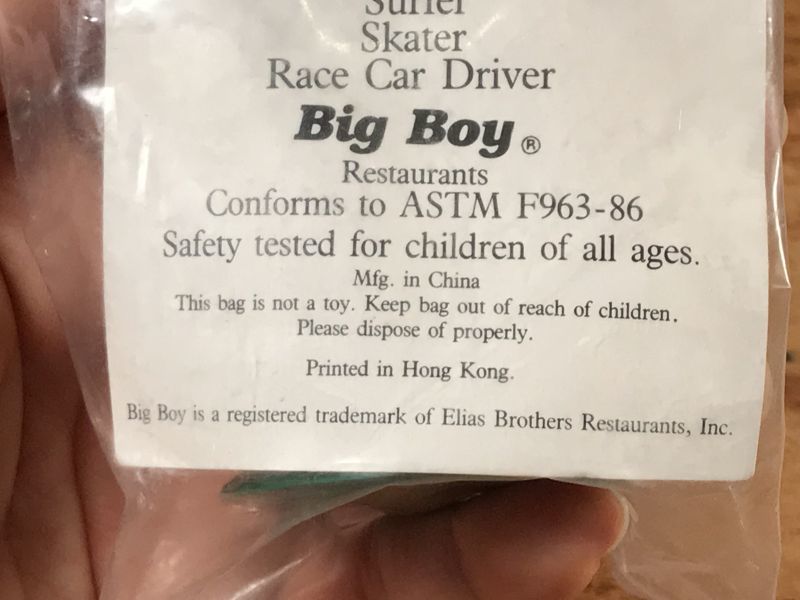 Surfer
Skater
Race Car Driver
Big Boy®
Restaurants
Conforms to ASTM F963-86
Safety tested for children of all ages.
Mfg. in China
This bag is not a toy. Keep bag out of reach of children.
Please dispose of properly.
Printed in Hong Kong.
Big Boy is a registered trademark of Elias Brothers Restaurants, Inc.